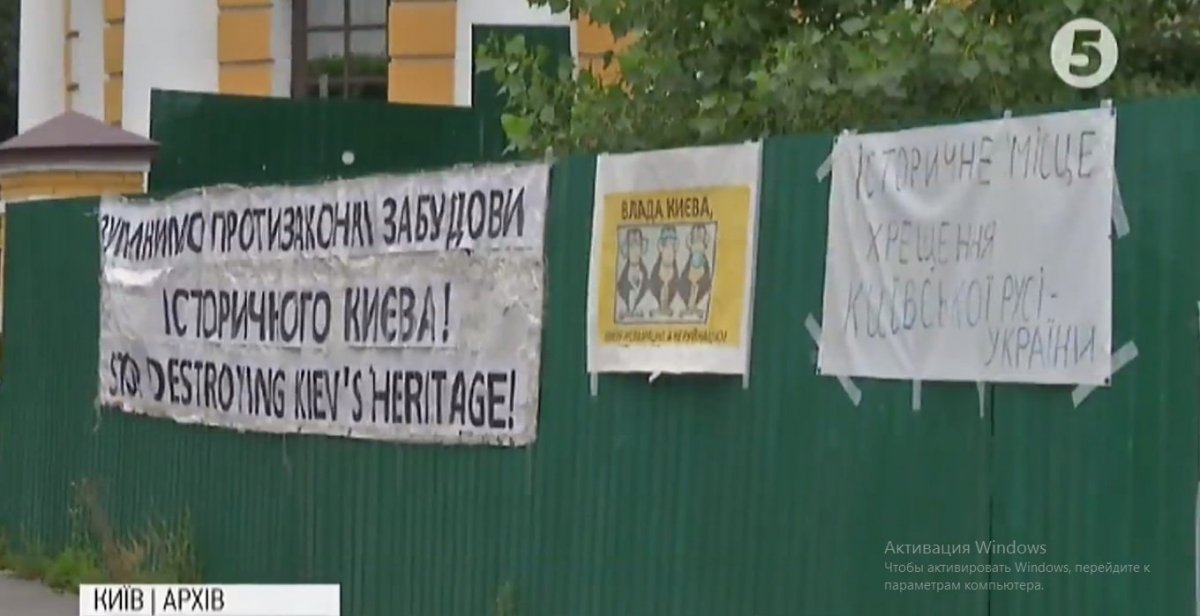 ЗУПИНИМО ПРОТИЗАКОННІ ЗАБУДОВИ
ІСТОРИЧНОГО КИЄВА!
STOP DESTROYING KIEV'S HERITAGE!
ВЛАДА КИЄВА,
ІСТОРИЧНЕ МІСЦЕ
ХРЕЩЕННЯ
КИЇВСЬКОЇ РУСІ-
УКРАЇНИ
5
Активация Windows
Чтобы активировать Windows, перейдите к
параметрам компьютера.
КИЇВ | АРХІВ